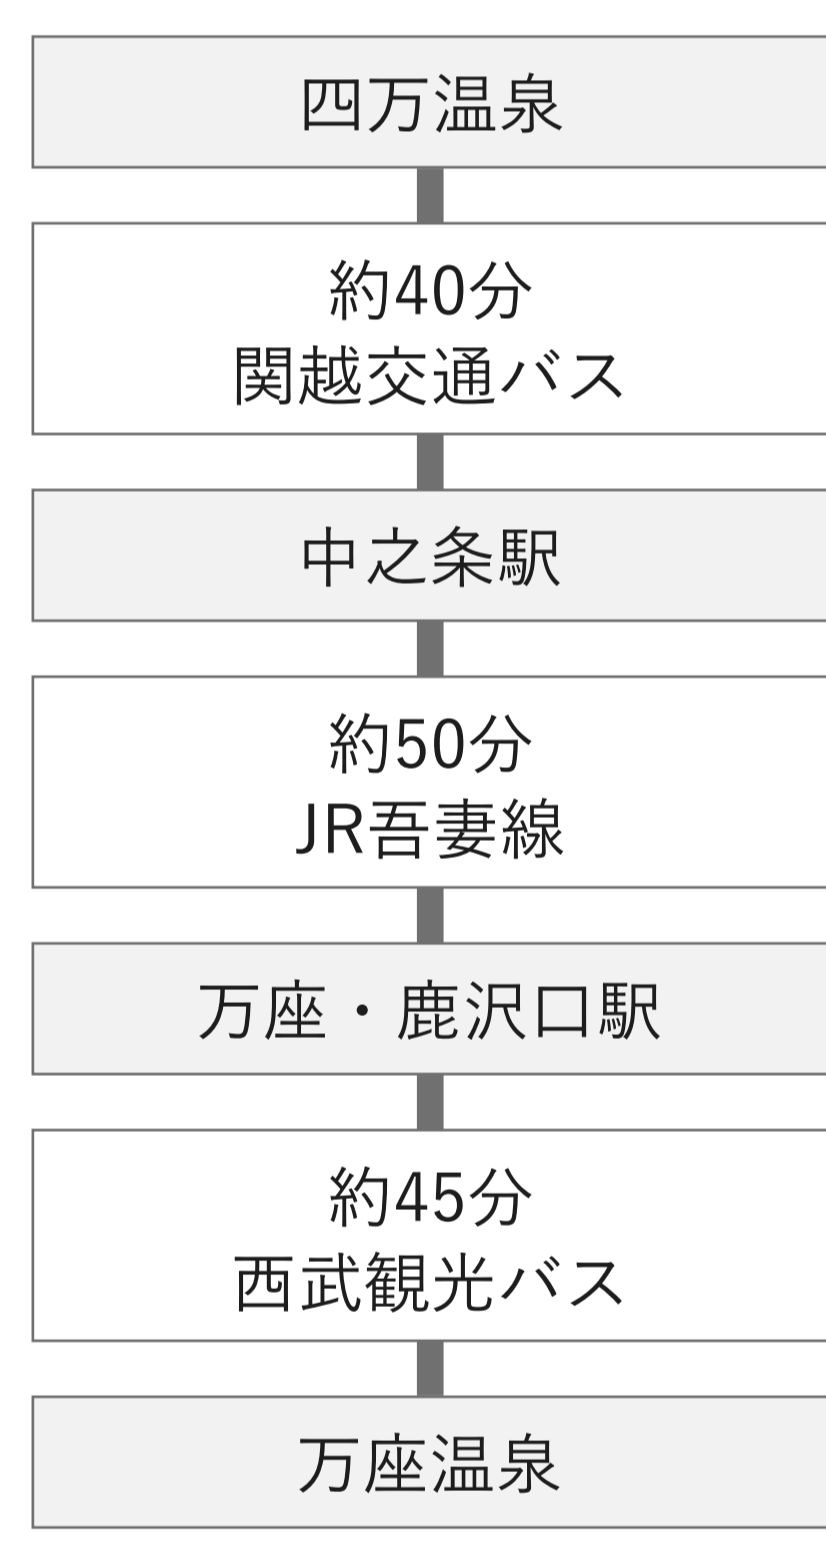 四万温泉
約40分
関越交通バス
中之条駅
約50分
JR吾妻線
万座・鹿沢口駅
約45分
西武観光バス
万座温泉